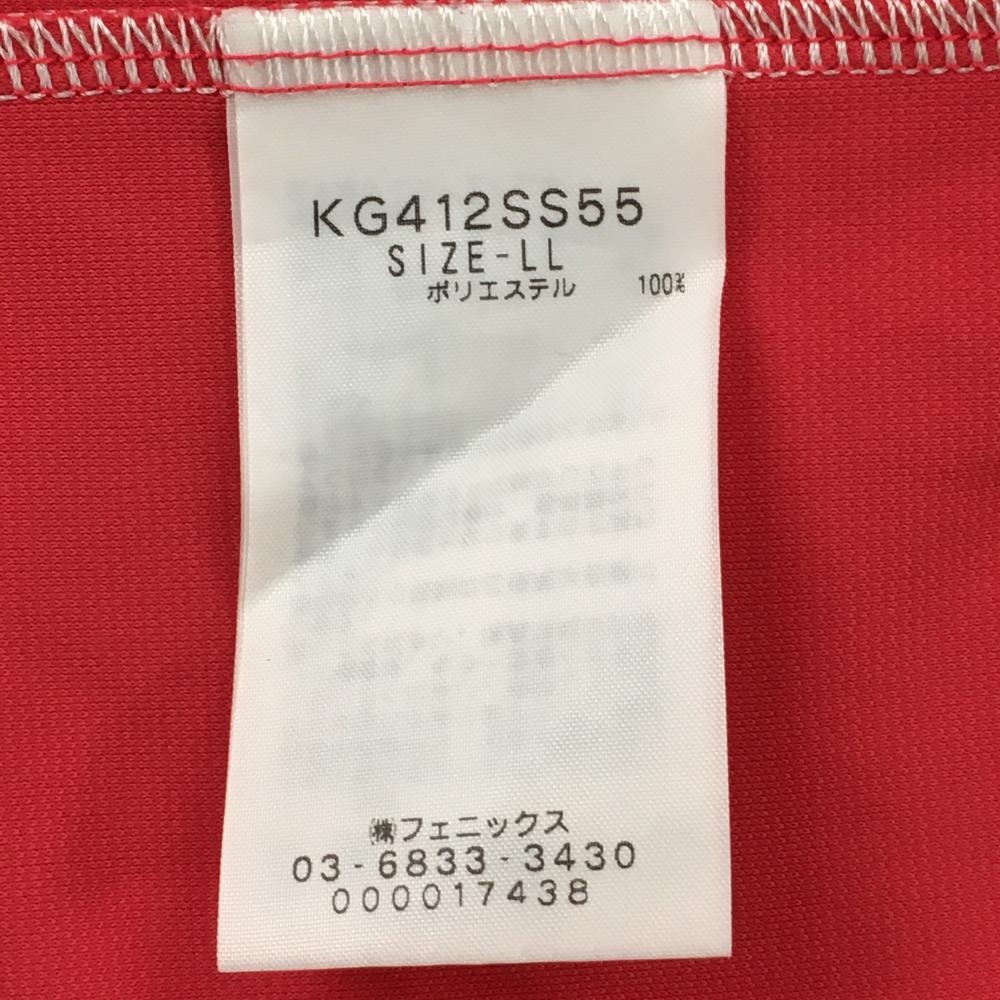 KG412SS55
SIZE-LL
ポリエステル 100%
㈱フェニックス
03-6833-3430
000017438